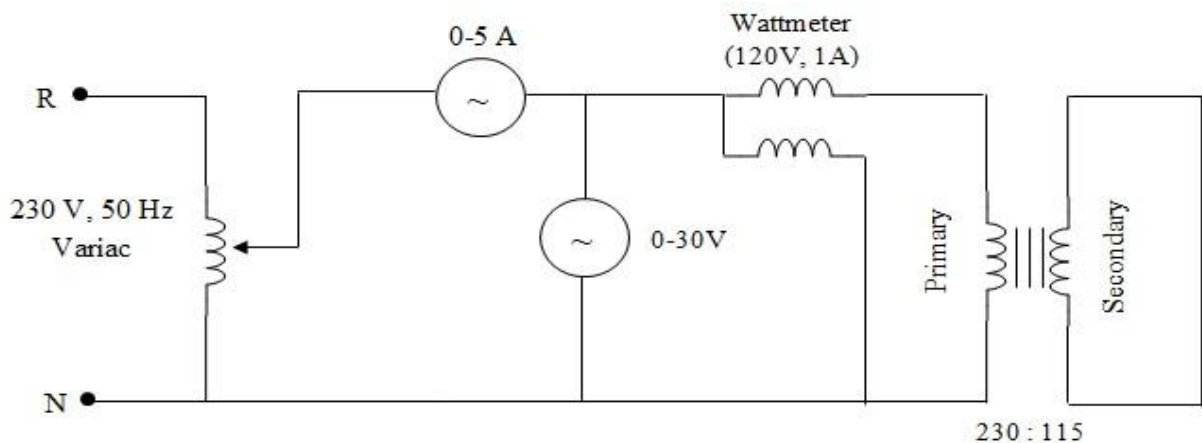 Wattmeter
(120V, 1A)
0-5 A
~
R
230 V, 50 Hz
Variac
~
0-30V
Primary
Secondary
N
230 : 115